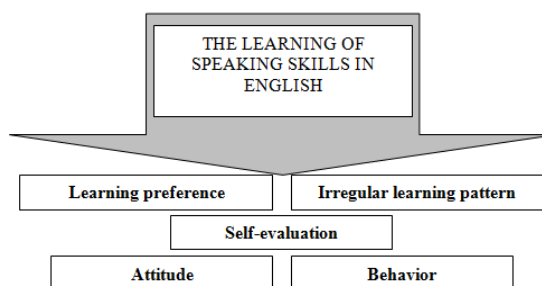 THE LEARNING OF
SPEAKING SKILLS IN
ENGLISH
Learning preference
Irregular learning pattern
Self-evaluation
Attitude
Behavior